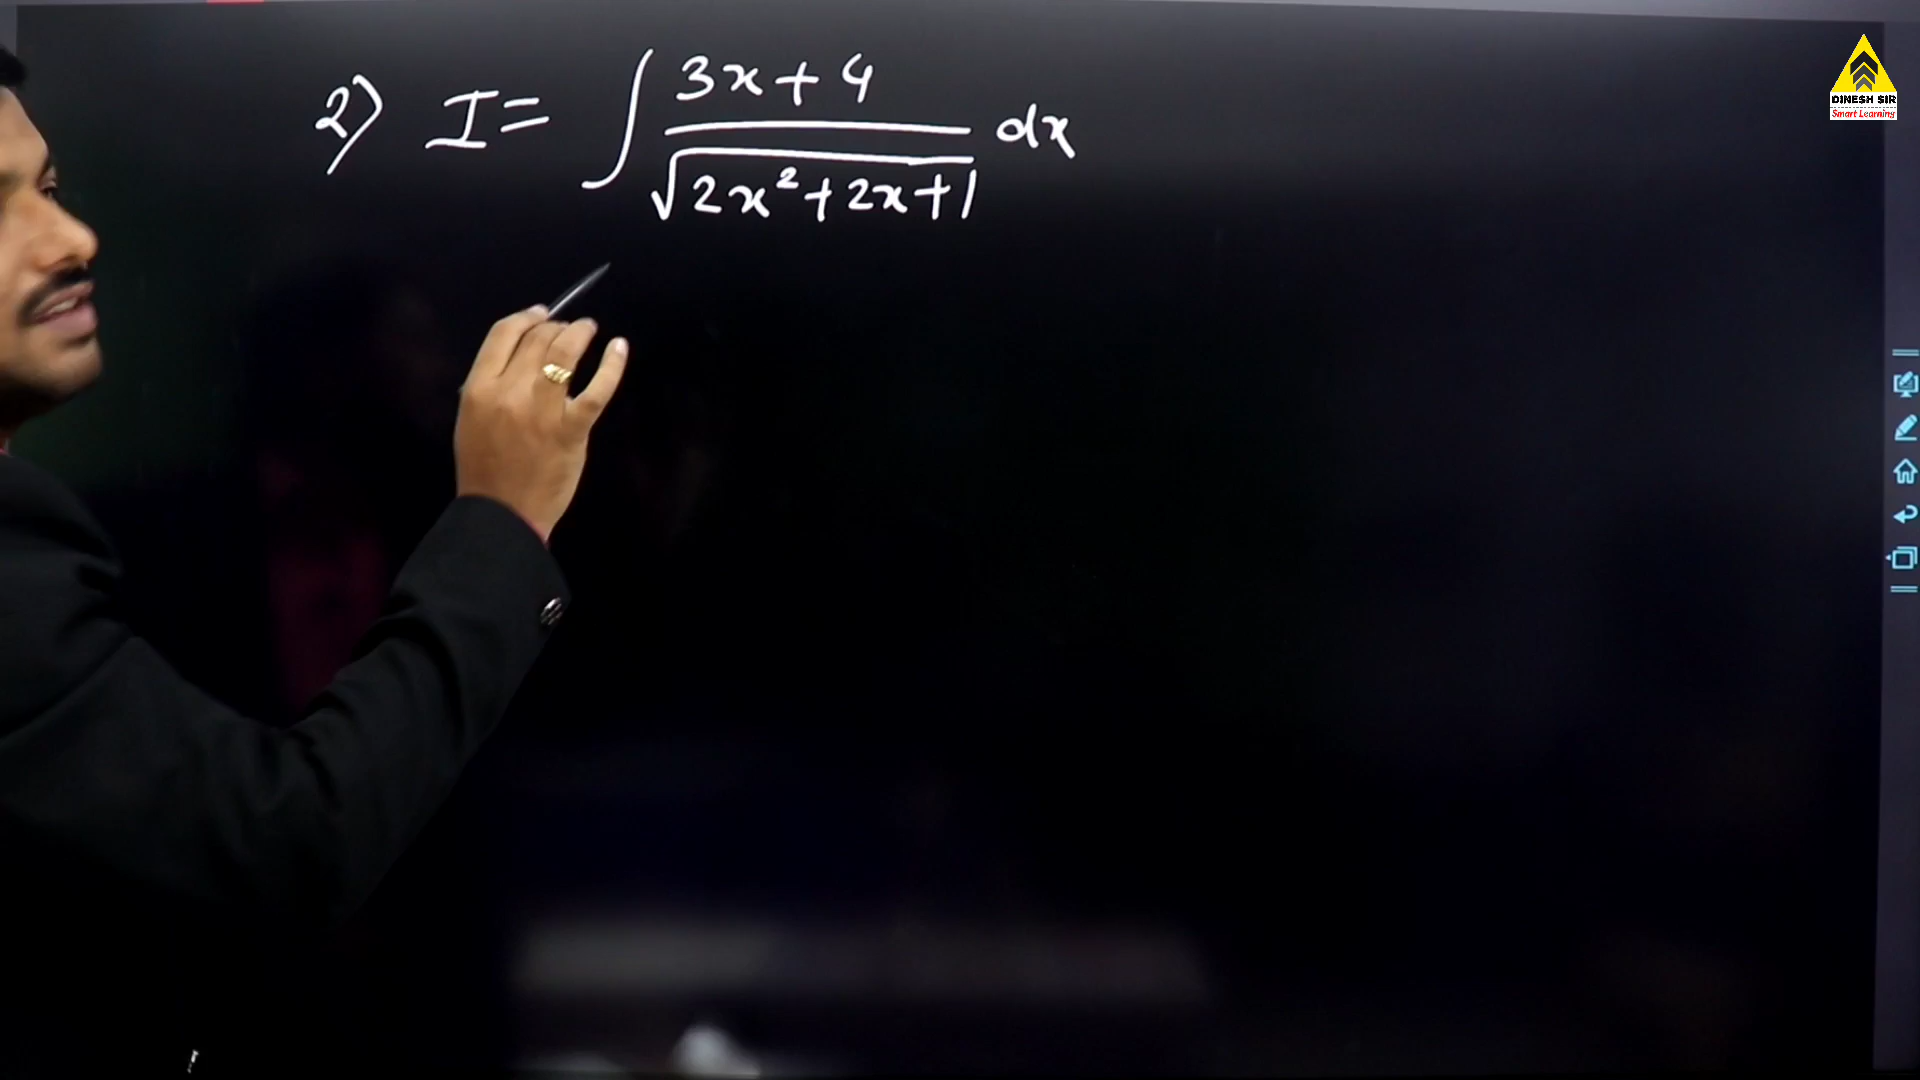 2) I = ∫ (3x + 4) / √(2x² + 2x + 1) dx
DINESH SIR
Smart Learning